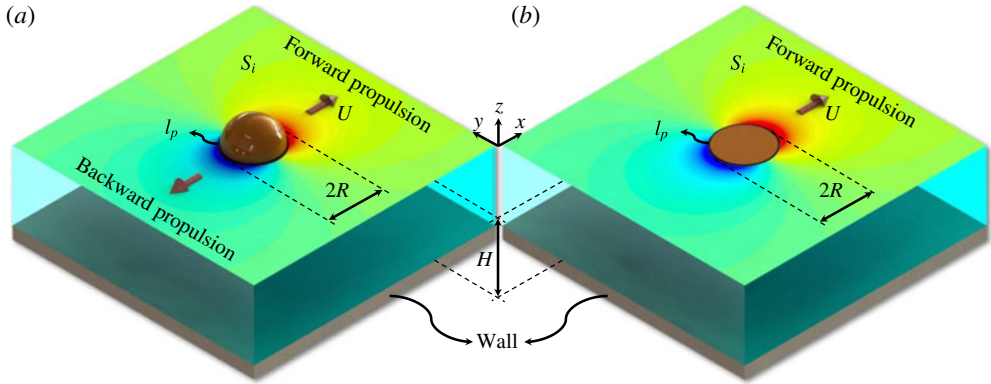 (a)
S_i
Forward propulsion
U
l_p
2R
Backward propulsion
z
y
x
H
Wall
(b)
S_i
Forward propulsion
U
l_p
2R